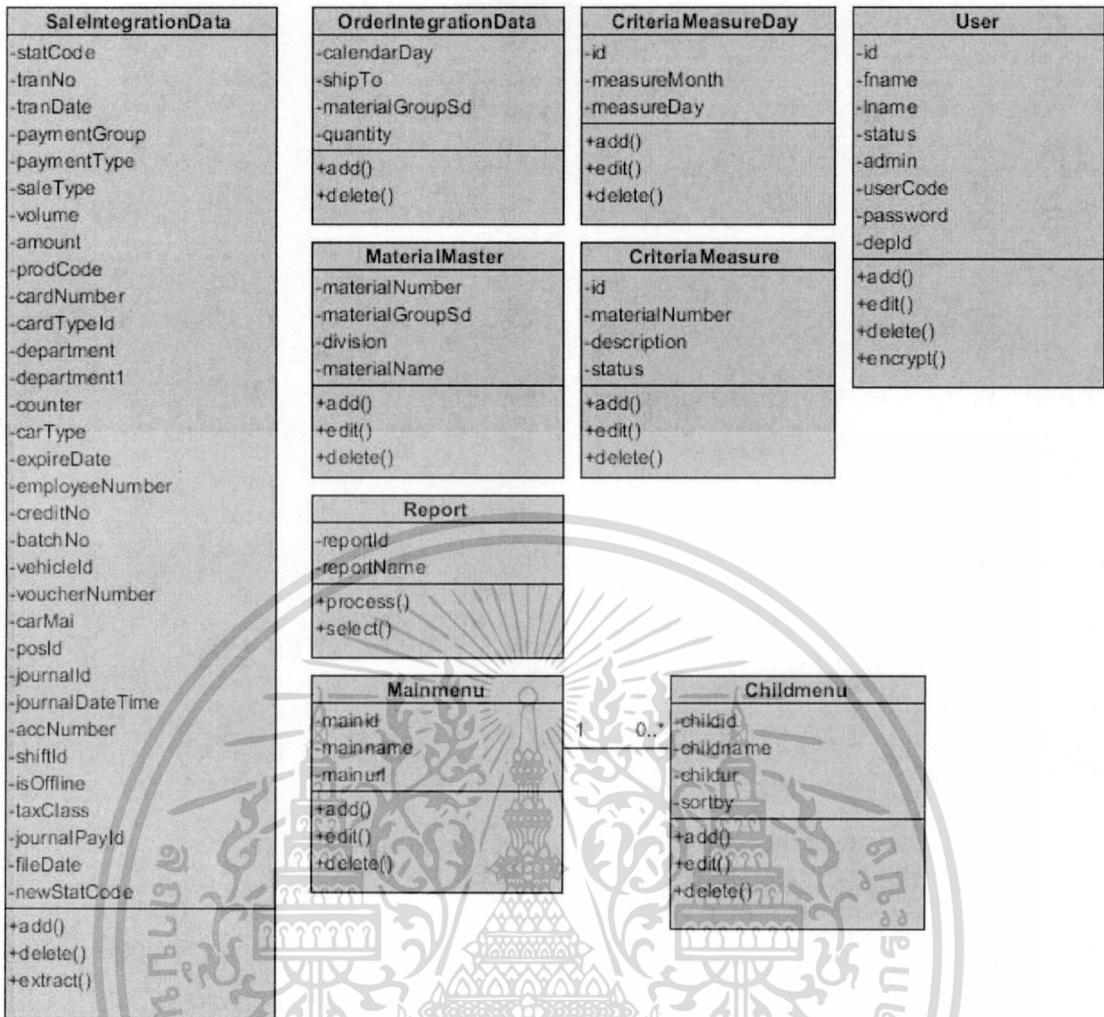 SaleIntegrationData
-statCode
-tranNo
-tranDate
-paymentGroup
-paymentType
-saleType
-volume
-amount
-prodCode
-cardNumber
-cardTypeId
-department
-department1
-counter
-carType
-expireDate
-employeeNumber
-creditNo
-batchNo
-vehicleId
-voucherNumber
-carMai
-posId
-journalId
-journalDateTime
-accNumber
-shiftId
-isOffline
-taxClass
-journalPayId
-fileDate
-newStatCode
+add()
+delete()
+extract()
OrderIntegrationData
-calendarDay
-shipTo
-materialGroupSd
-quantity
+add()
+delete()
CriteriaMeasureDay
-id
-measureMonth
-measureDay
+add()
+edit()
+delete()
User
-id
-fname
-lname
-status
-admin
-userCode
-password
-depId
+add()
+edit()
+delete()
+encrypt()
MaterialMaster
-materialNumber
-materialGroupSd
-division
-materialName
+add()
+edit()
+delete()
CriteriaMeasure
-id
-materialNumber
-description
-status
+add()
+edit()
+delete()
Report
-reportId
-reportName
+process()
+select()
Mainmenu
-mainid
-mainname
-mainurl
+add()
+edit()
+delete()
1 0..*
Childmenu
-childid
-childname
-childur
-sortby
+add()
+edit()
+delete()